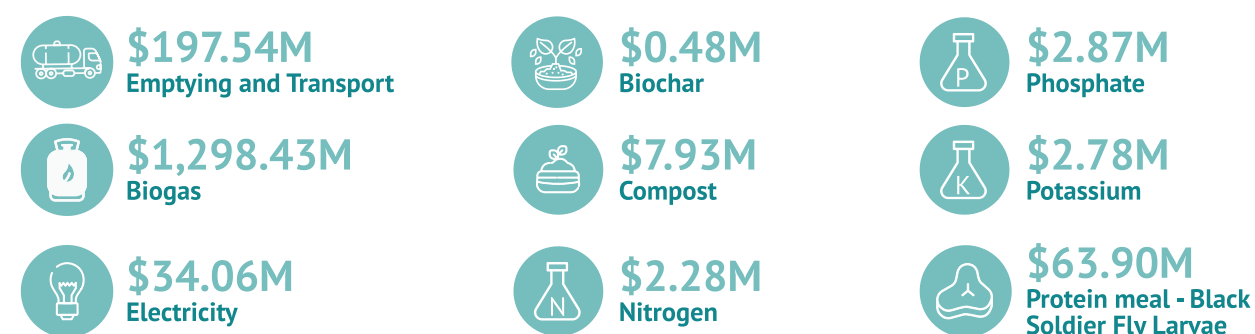 $197.54M
Emptying and Transport
$0.48M
Biochar
P
$2.87M
Phosphate
$1,298.43M
Biogas
$7.93M
Compost
K
$2.78M
Potassium
$34.06M
Electricity
N
$2.28M
Nitrogen
$63.90M
Protein meal - Black
Soldier Fly Larvae